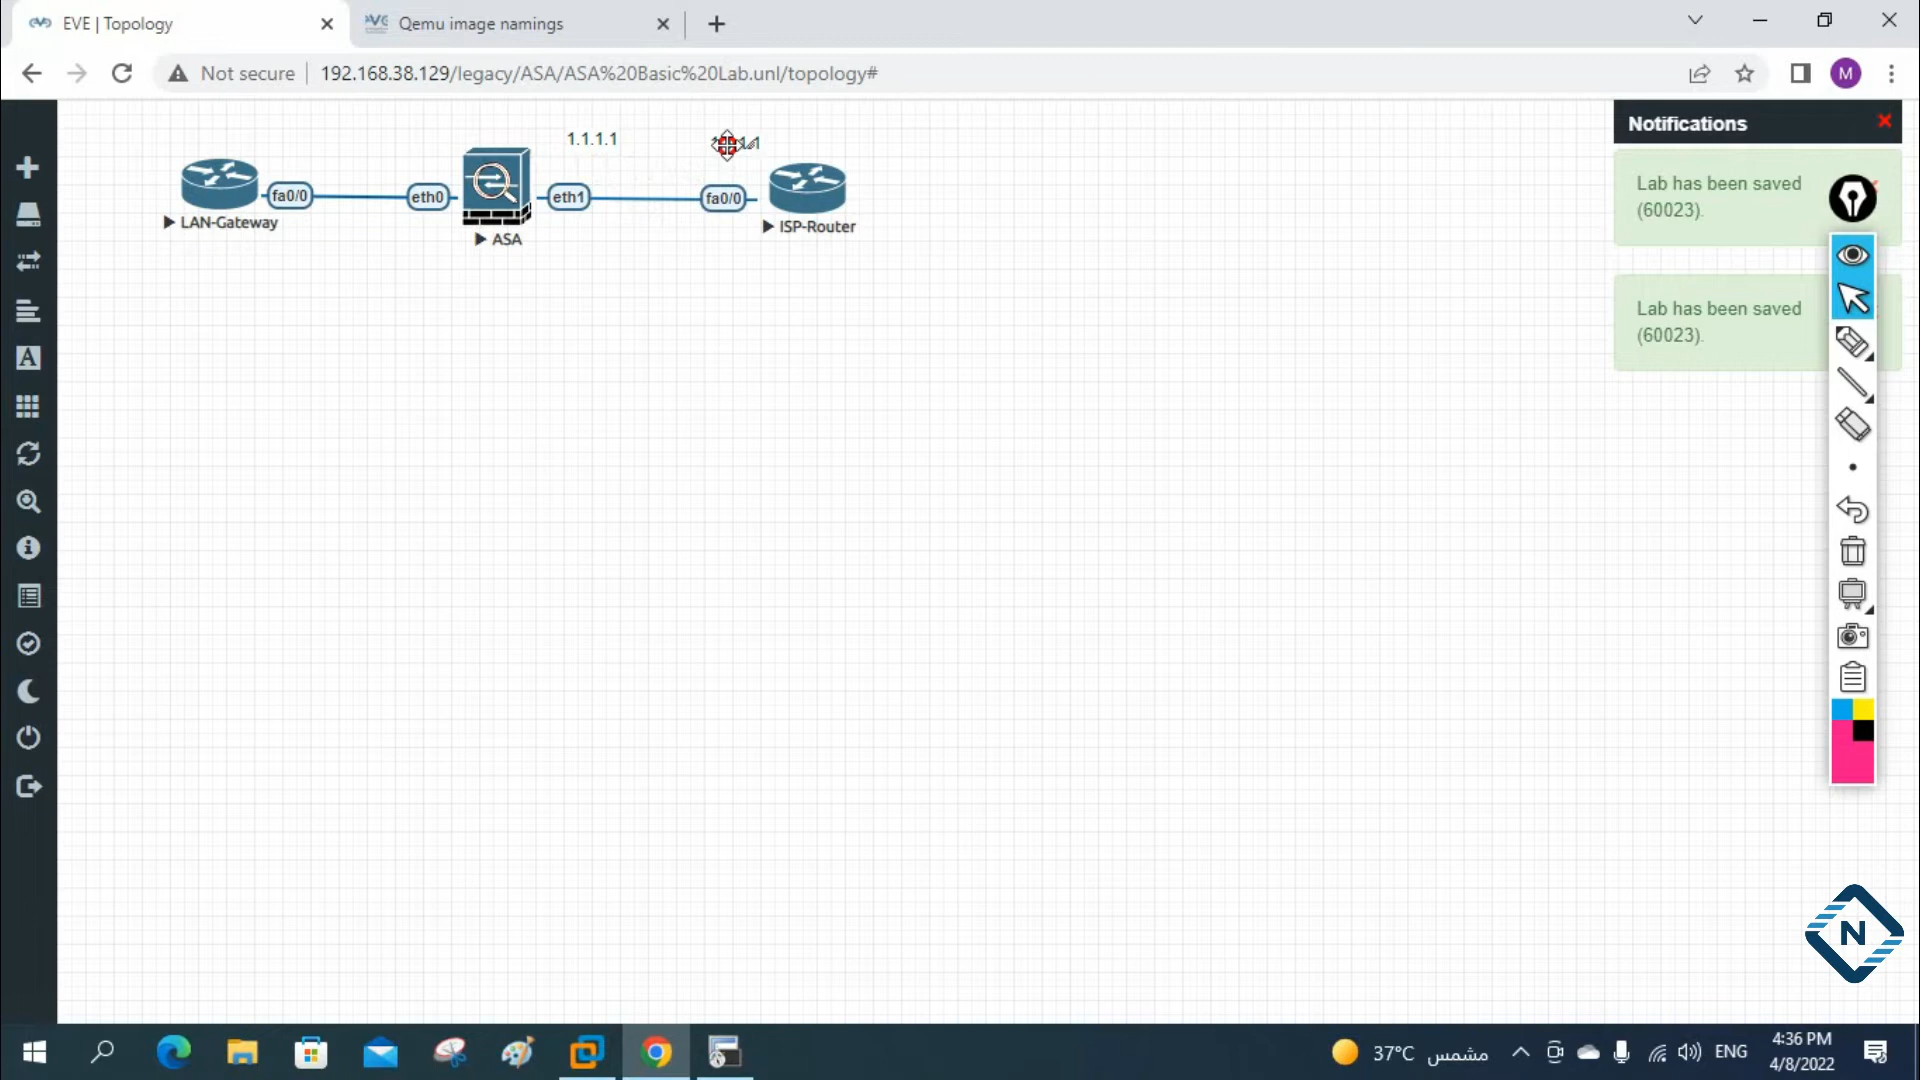 EVE | Topology
Qemu image namings
Not secure
192.168.38.129/legacy/ASA/ASA%20Basic%20Lab.unl/topology#
M
Notifications
1.1.1.1
Lab has been saved
(60023).
fa0/0
eth0
eth1
fa0/0
LAN-Gateway
ASA
ISP-Router
Lab has been saved
(60023).
A
N
37°C مشمس
ENG
4:36 PM
4/8/2022